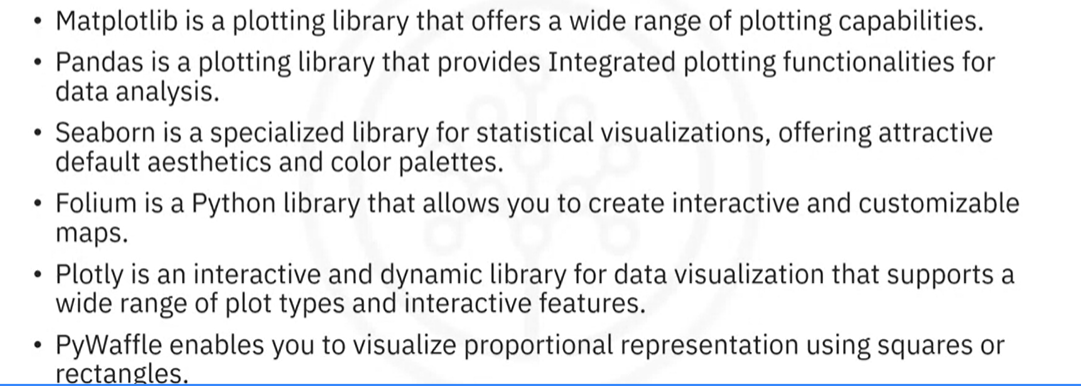 • Matplotlib is a plotting library that offers a wide range of plotting capabilities.
• Pandas is a plotting library that provides Integrated plotting functionalities for
data analysis.
• Seaborn is a specialized library for statistical visualizations, offering attractive
default aesthetics and color palettes.
• Folium is a Python library that allows you to create interactive and customizable
maps.
• Plotly is an interactive and dynamic library for data visualization that supports a
wide range of plot types and interactive features.
• PyWaffle enables you to visualize proportional representation using squares or
rectangles.